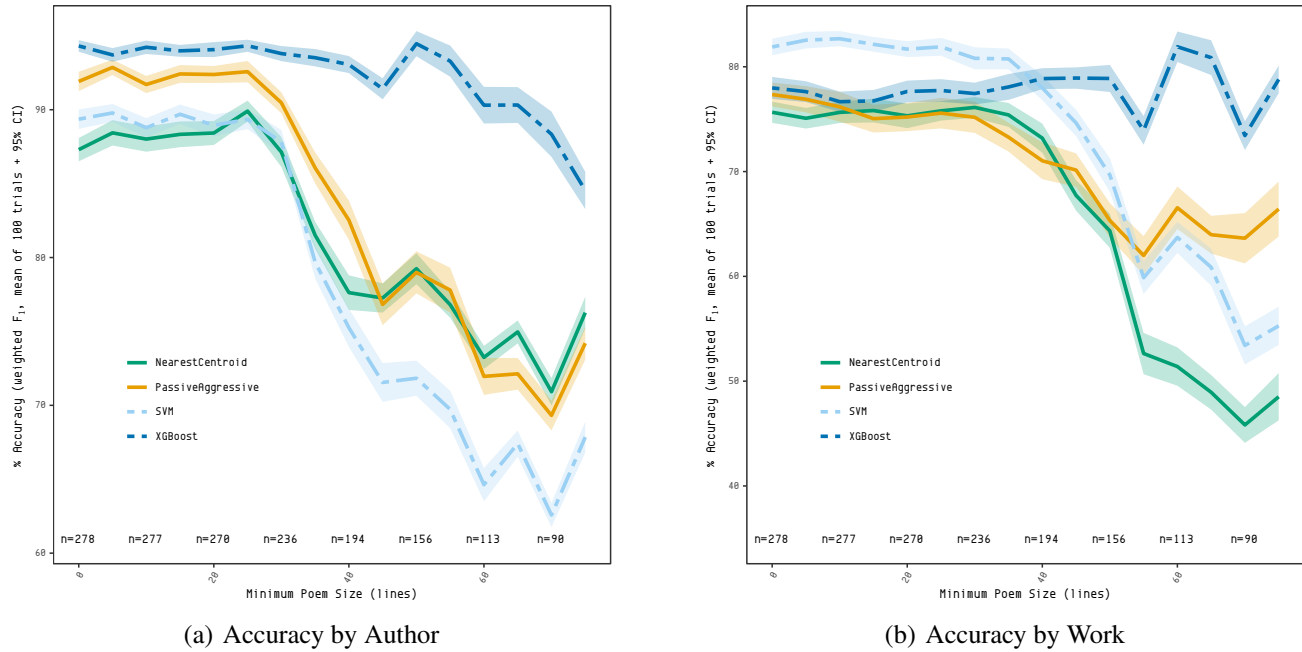 % Accuracy (weighted F₁, mean of 100 trials + 95% CI)
90
80
70
60
NearestCentroid
PassiveAggressive
SVM
XGBoost
n=278 n=277 n=270 n=236 n=194 n=156 n=113 n=90
0 20 40 60
Minimum Poem Size (lines)
(a) Accuracy by Author
% Accuracy (weighted F₁, mean of 100 trials + 95% CI)
80
70
60
50
40
NearestCentroid
PassiveAggressive
SVM
XGBoost
n=278 n=277 n=270 n=236 n=194 n=156 n=113 n=90
0 20 40 60
Minimum Poem Size (lines)
(b) Accuracy by Work